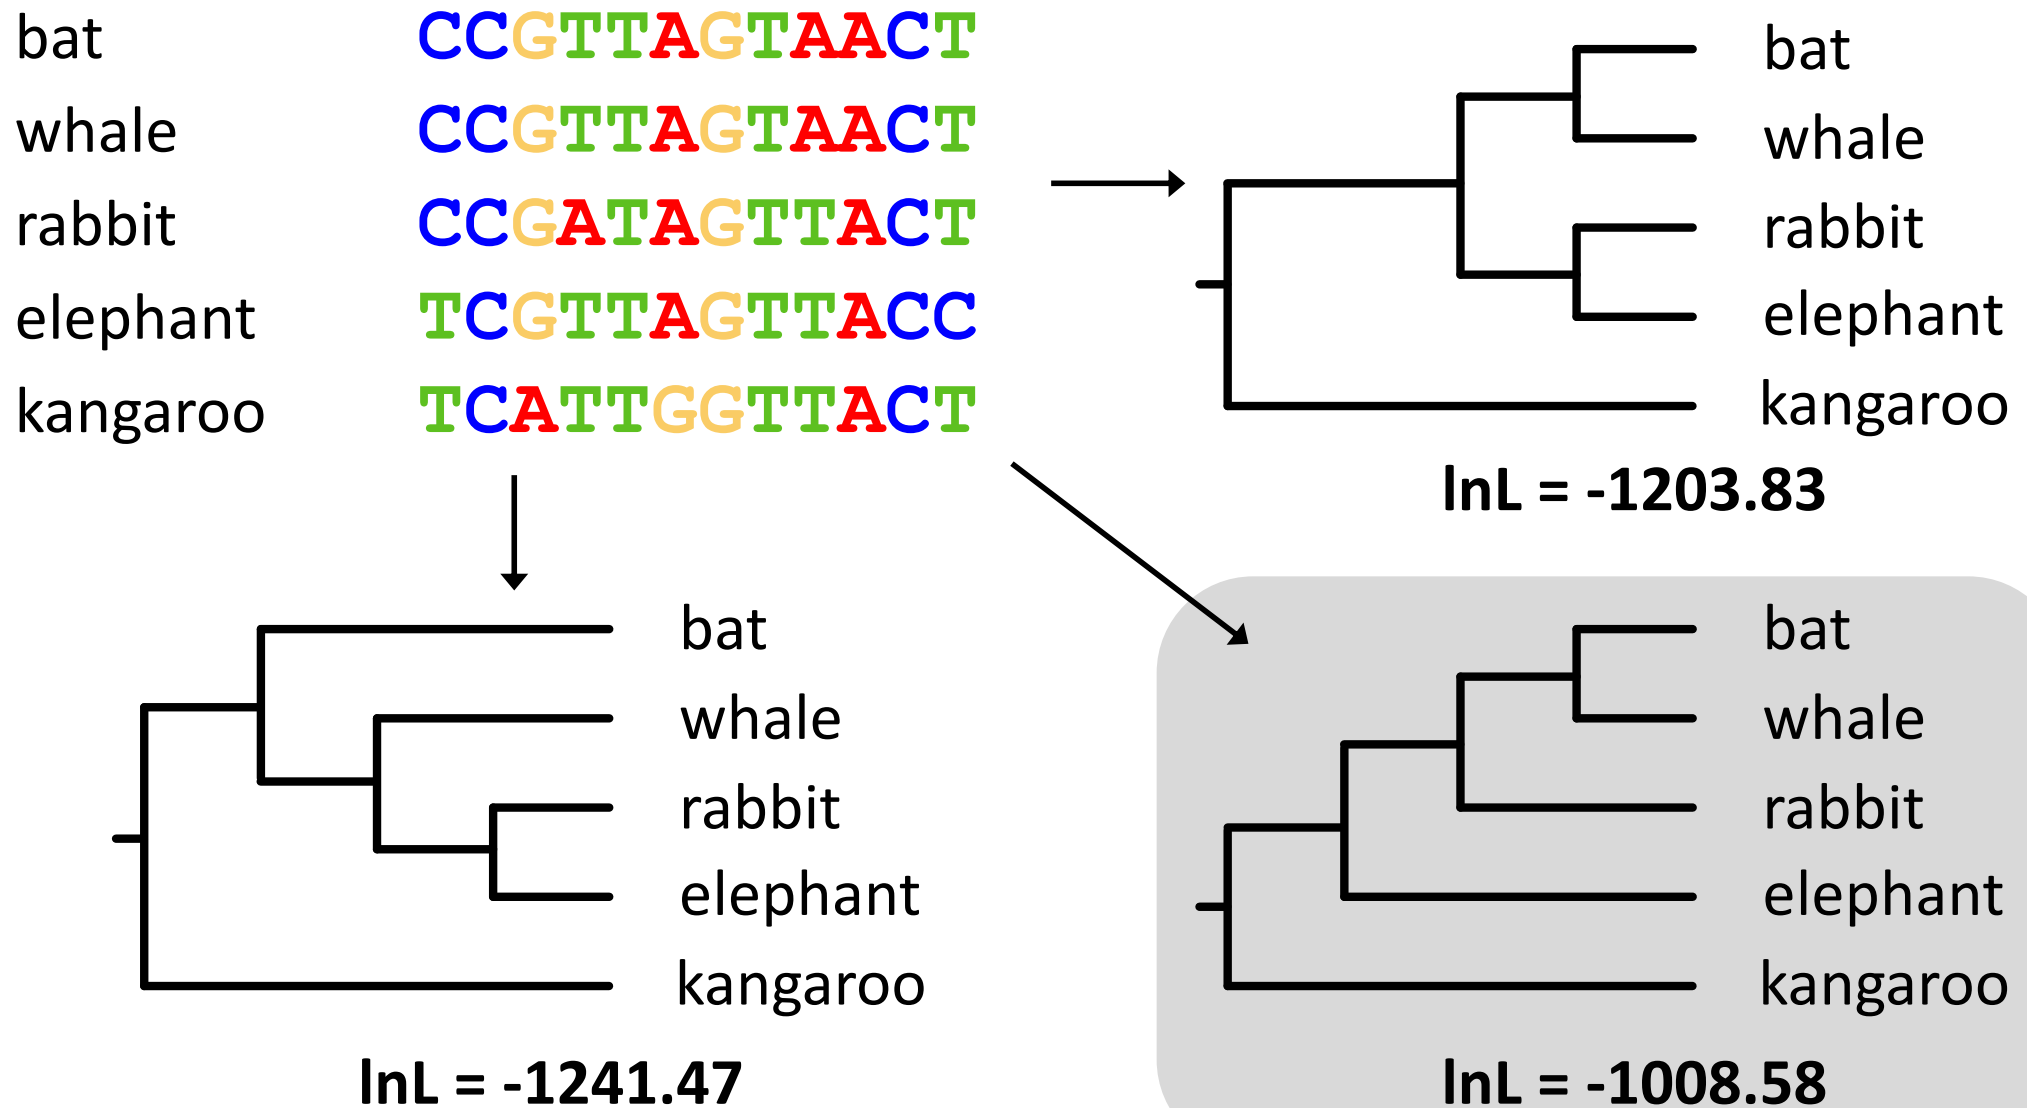 bat CCGTTAGTAACT
whale CCGTTAGTAACT
rabbit CCGATAGTTACT
elephant TCGTTAGTTACC
kangaroo TCATTGGTTACT
bat
whale
rabbit
elephant
kangaroo
lnL = -1203.83
bat
whale
rabbit
elephant
kangaroo
lnL = -1241.47
bat
whale
rabbit
elephant
kangaroo
lnL = -1008.58